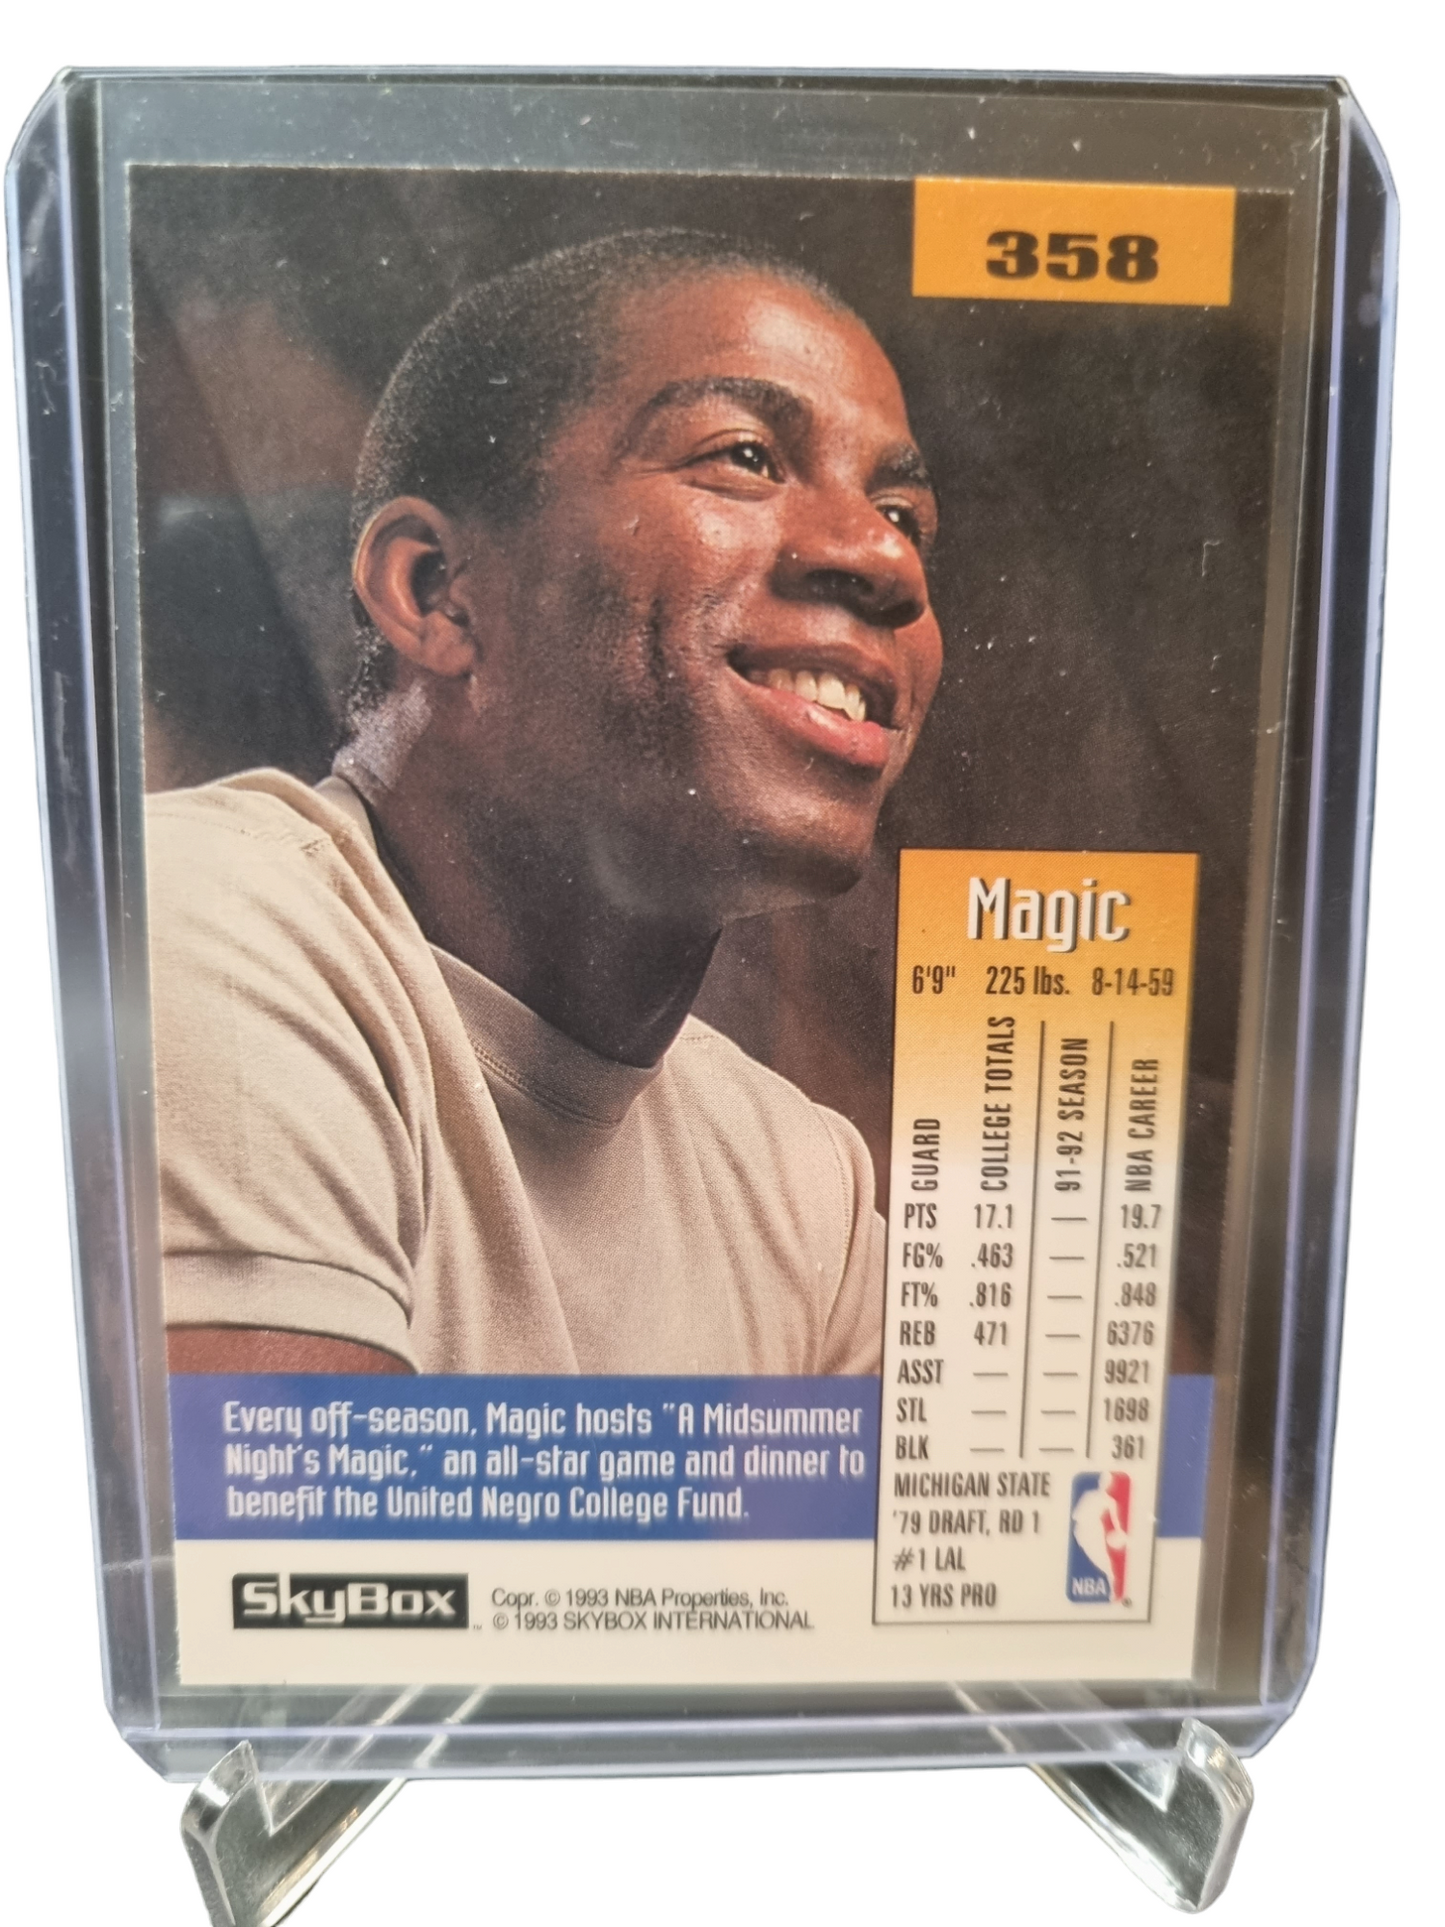 358
Magic
6'9" 225 lbs. 8-14-59
GUARD COLLEGE TOTALS 91-92 SEASON NBA CAREER
PTS 17.1 — 19.7
FG% .463 — .521
FT% .816 — .848
REB 471 — 6376
ASST — — 9921
STL — — 1698
BLK — — 361
MICHIGAN STATE
'79 DRAFT, RD 1
#1 LAL
13 YRS PRO
NBA
Every off-season, Magic hosts "A Midsummer
Night's Magic," an all-star game and dinner to
benefit the United Negro College Fund.
SkyBox™
Copr. © 1993 NBA Properties, Inc.
© 1993 SKYBOX INTERNATIONAL